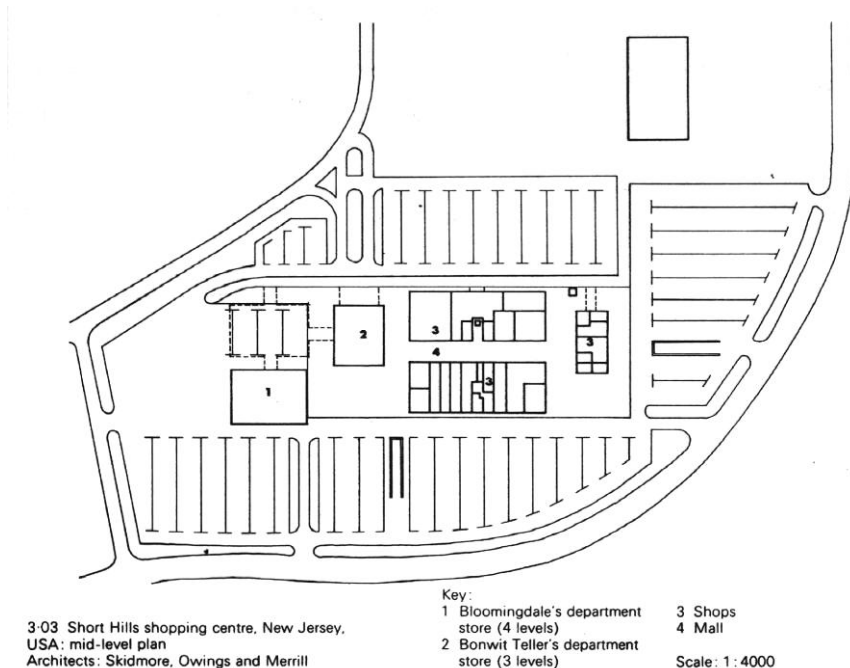 2
3
4
3
3
1
3·03 Short Hills shopping centre, New Jersey,
USA: mid-level plan
Architects: Skidmore, Owings and Merrill
Key:
1 Bloomingdale's department
store (4 levels)
2 Bonwit Teller's department
store (3 levels)
3 Shops
4 Mall
Scale: 1:4000